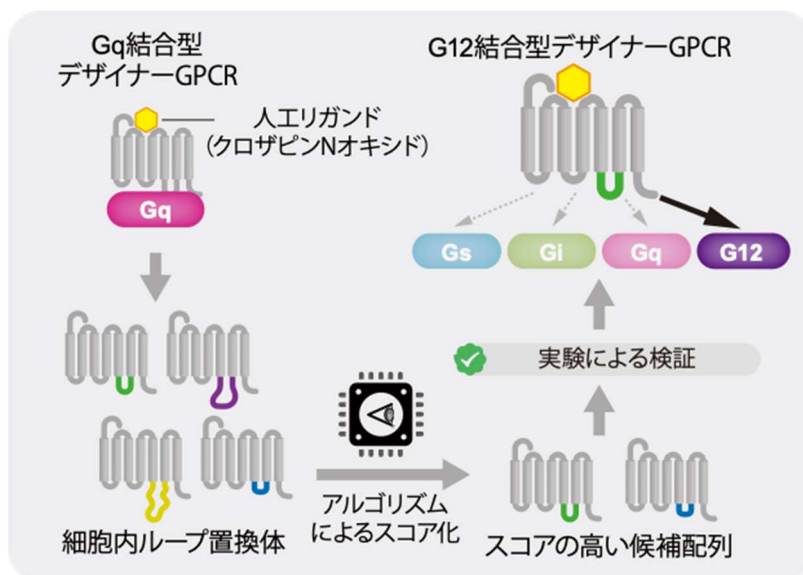 Gq結合型
デザイナーGPCR
人工リガンド
（クロザピンNオキシド）
Gq
細胞内ループ置換体
アルゴリズム
によるスコア化
スコアの高い候補配列
実験による検証
G12結合型デザイナーGPCR
Gs
Gi
Gq
G12